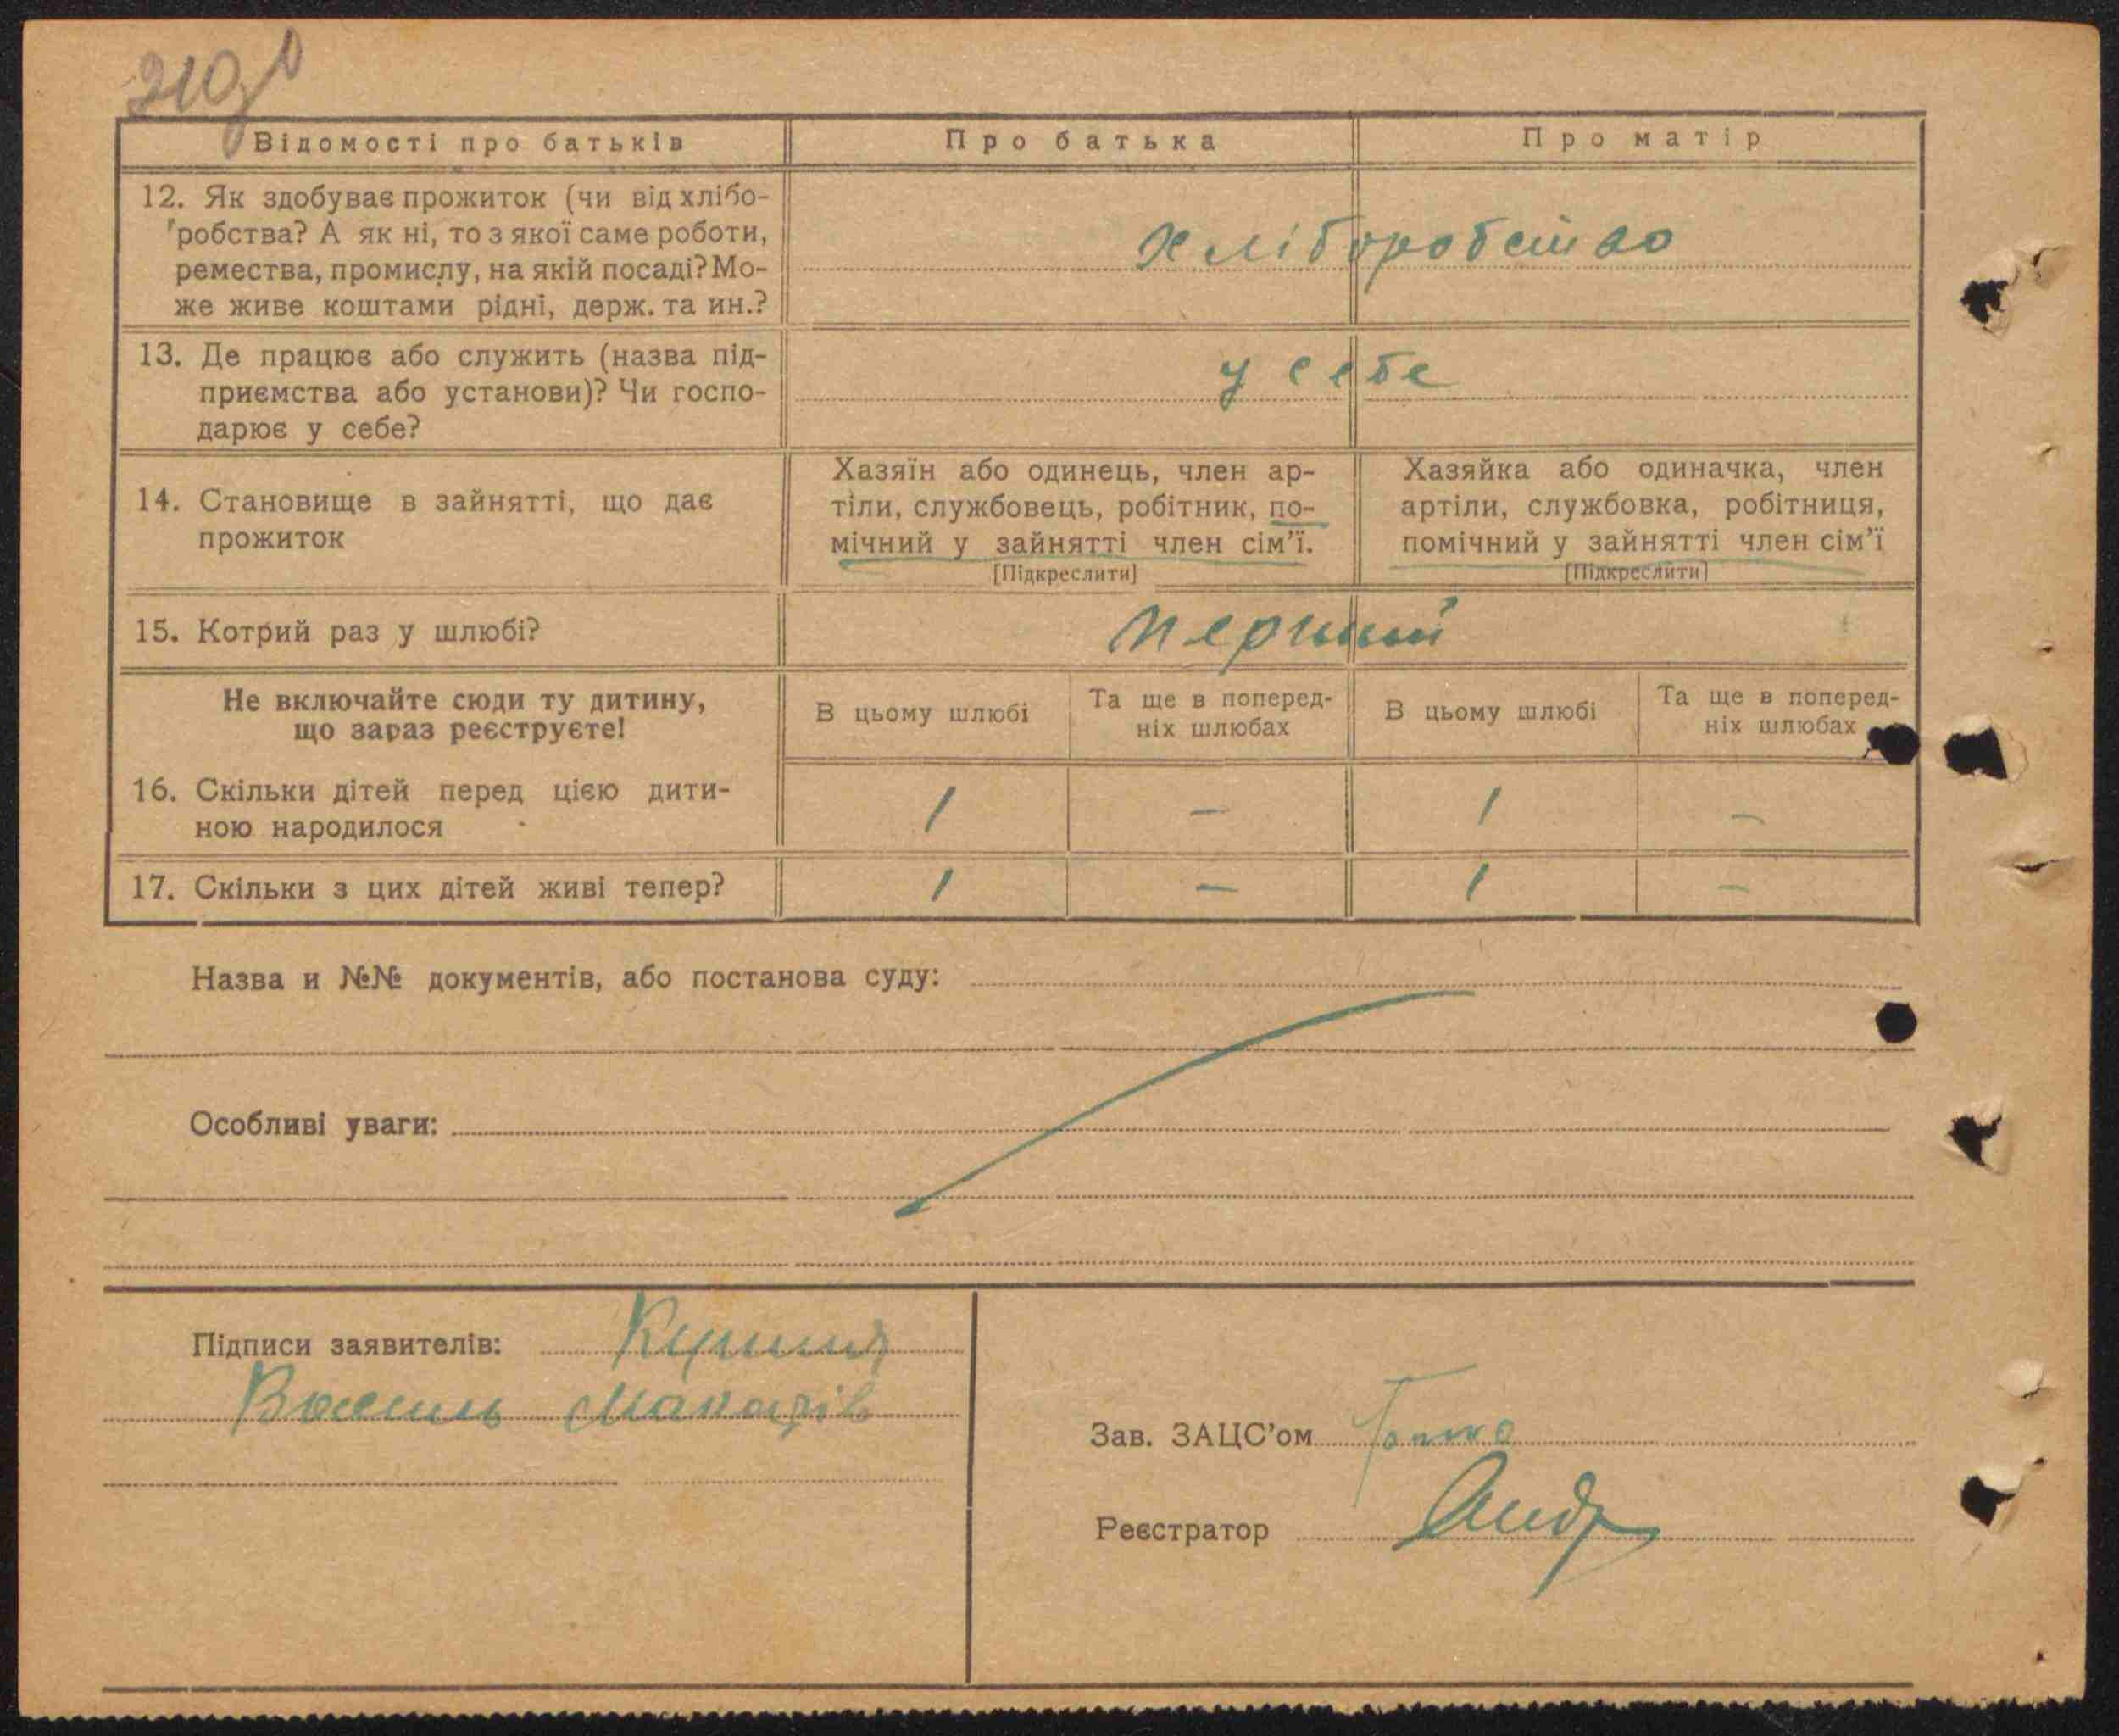 Відомості про батьків
Про батька
Про матір
12. Як здобуває прожиток (чи від хлібо-
робства? А як ні, то з якої саме роботи,
ремества, промислу, на якій посаді? Мо-
же живе коштами рідні, держ. та ин.?
хліборобство
13. Де працює або служить (назва під-
приємства або установи)? Чи госпо-
дарює у себе?
у себе
14. Становище в зайнятті, що дає
прожиток
Хазяїн або одинець, член ар-
тіли, службовець, робітник, по-
мічний у зайнятті член сім'ї.
[Підкреслити]
Хазяйка або одиначка, член
артіли, службовка, робітниця,
помічний у зайнятті член сім'ї
[Підкреслити]
15. Котрий раз у шлюбі?
перший
Не включайте сюди ту дитину,
що зараз реєструєте!
В цьому шлюбі
Та ще в поперед-
ніх шлюбах
В цьому шлюбі
Та ще в поперед-
ніх шлюбах
16. Скільки дітей перед цією дити-
ною народилося
1 – 1 –
17. Скільки з цих дітей живі тепер?
1 – 1 –
Назва и №№ документів, або постанова суду:
Особливі уваги:
Підписи заявителів:
Василь Макарів
Зав. ЗАЦС'ом
Реєстратор